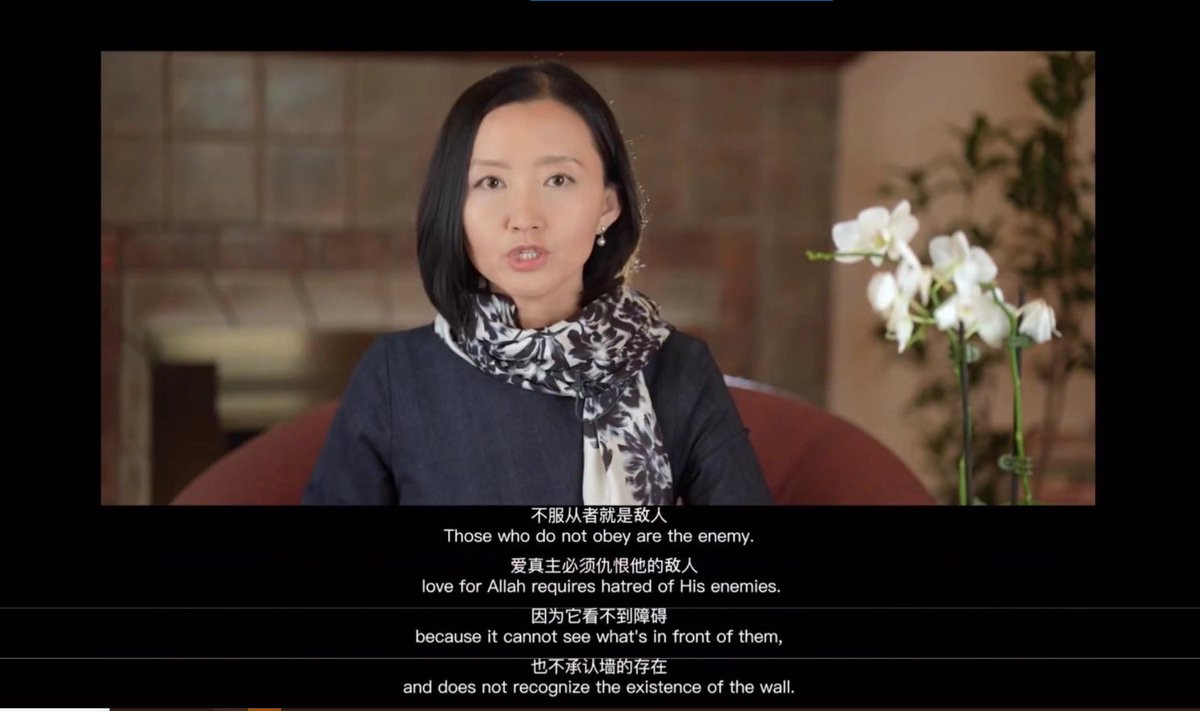 不服从者就是敌人
Those who do not obey are the enemy.
爱真主必须仇恨他的敌人
love for Allah requires hatred of His enemies.
因为它看不到障碍
because it cannot see what's in front of them,
也不承认墙的存在
and does not recognize the existence of the wall.